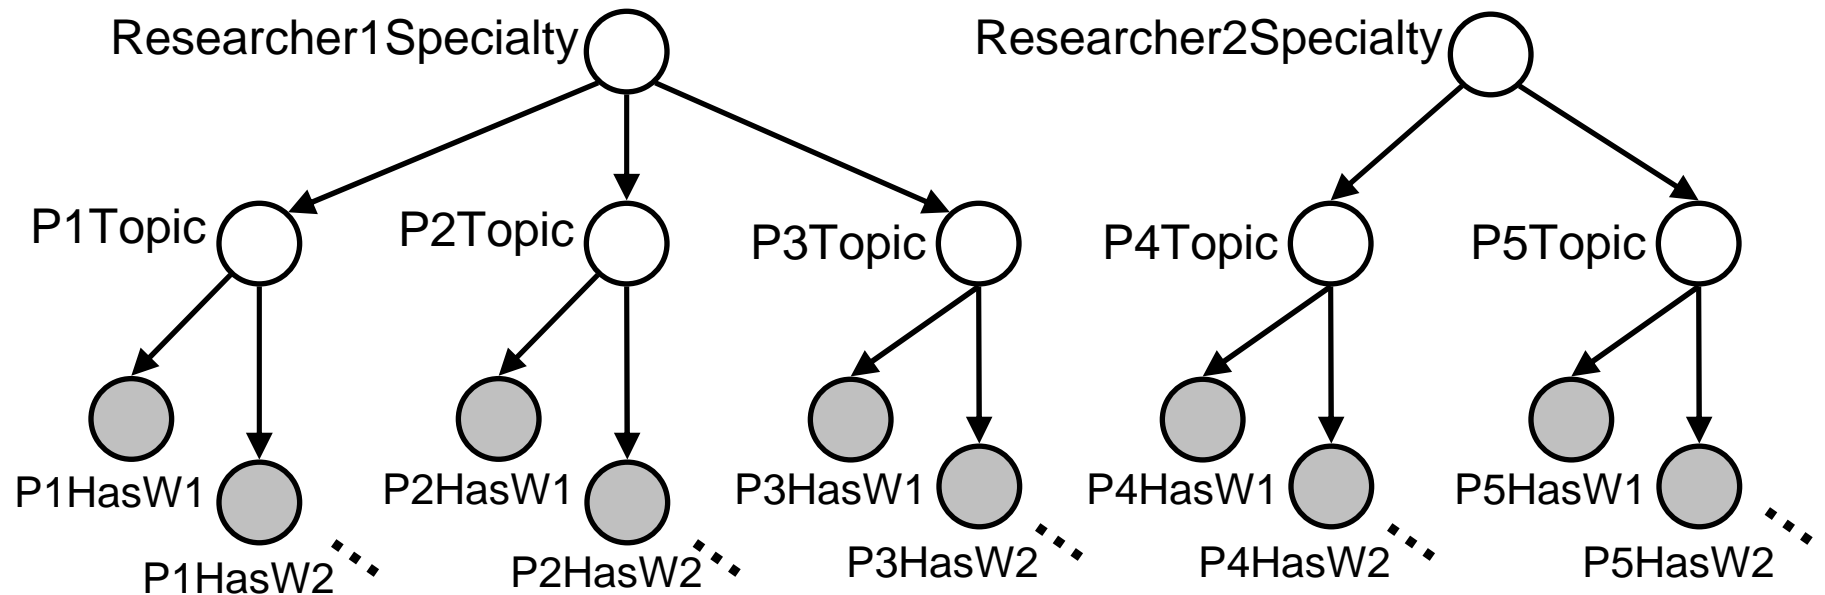 Researcher1Specialty
Researcher2Specialty
P1Topic
P2Topic
P3Topic
P4Topic
P5Topic
P1HasW1
P2HasW1
P3HasW1
P4HasW1
P5HasW1
P1HasW2
P2HasW2
P3HasW2
P4HasW2
P5HasW2